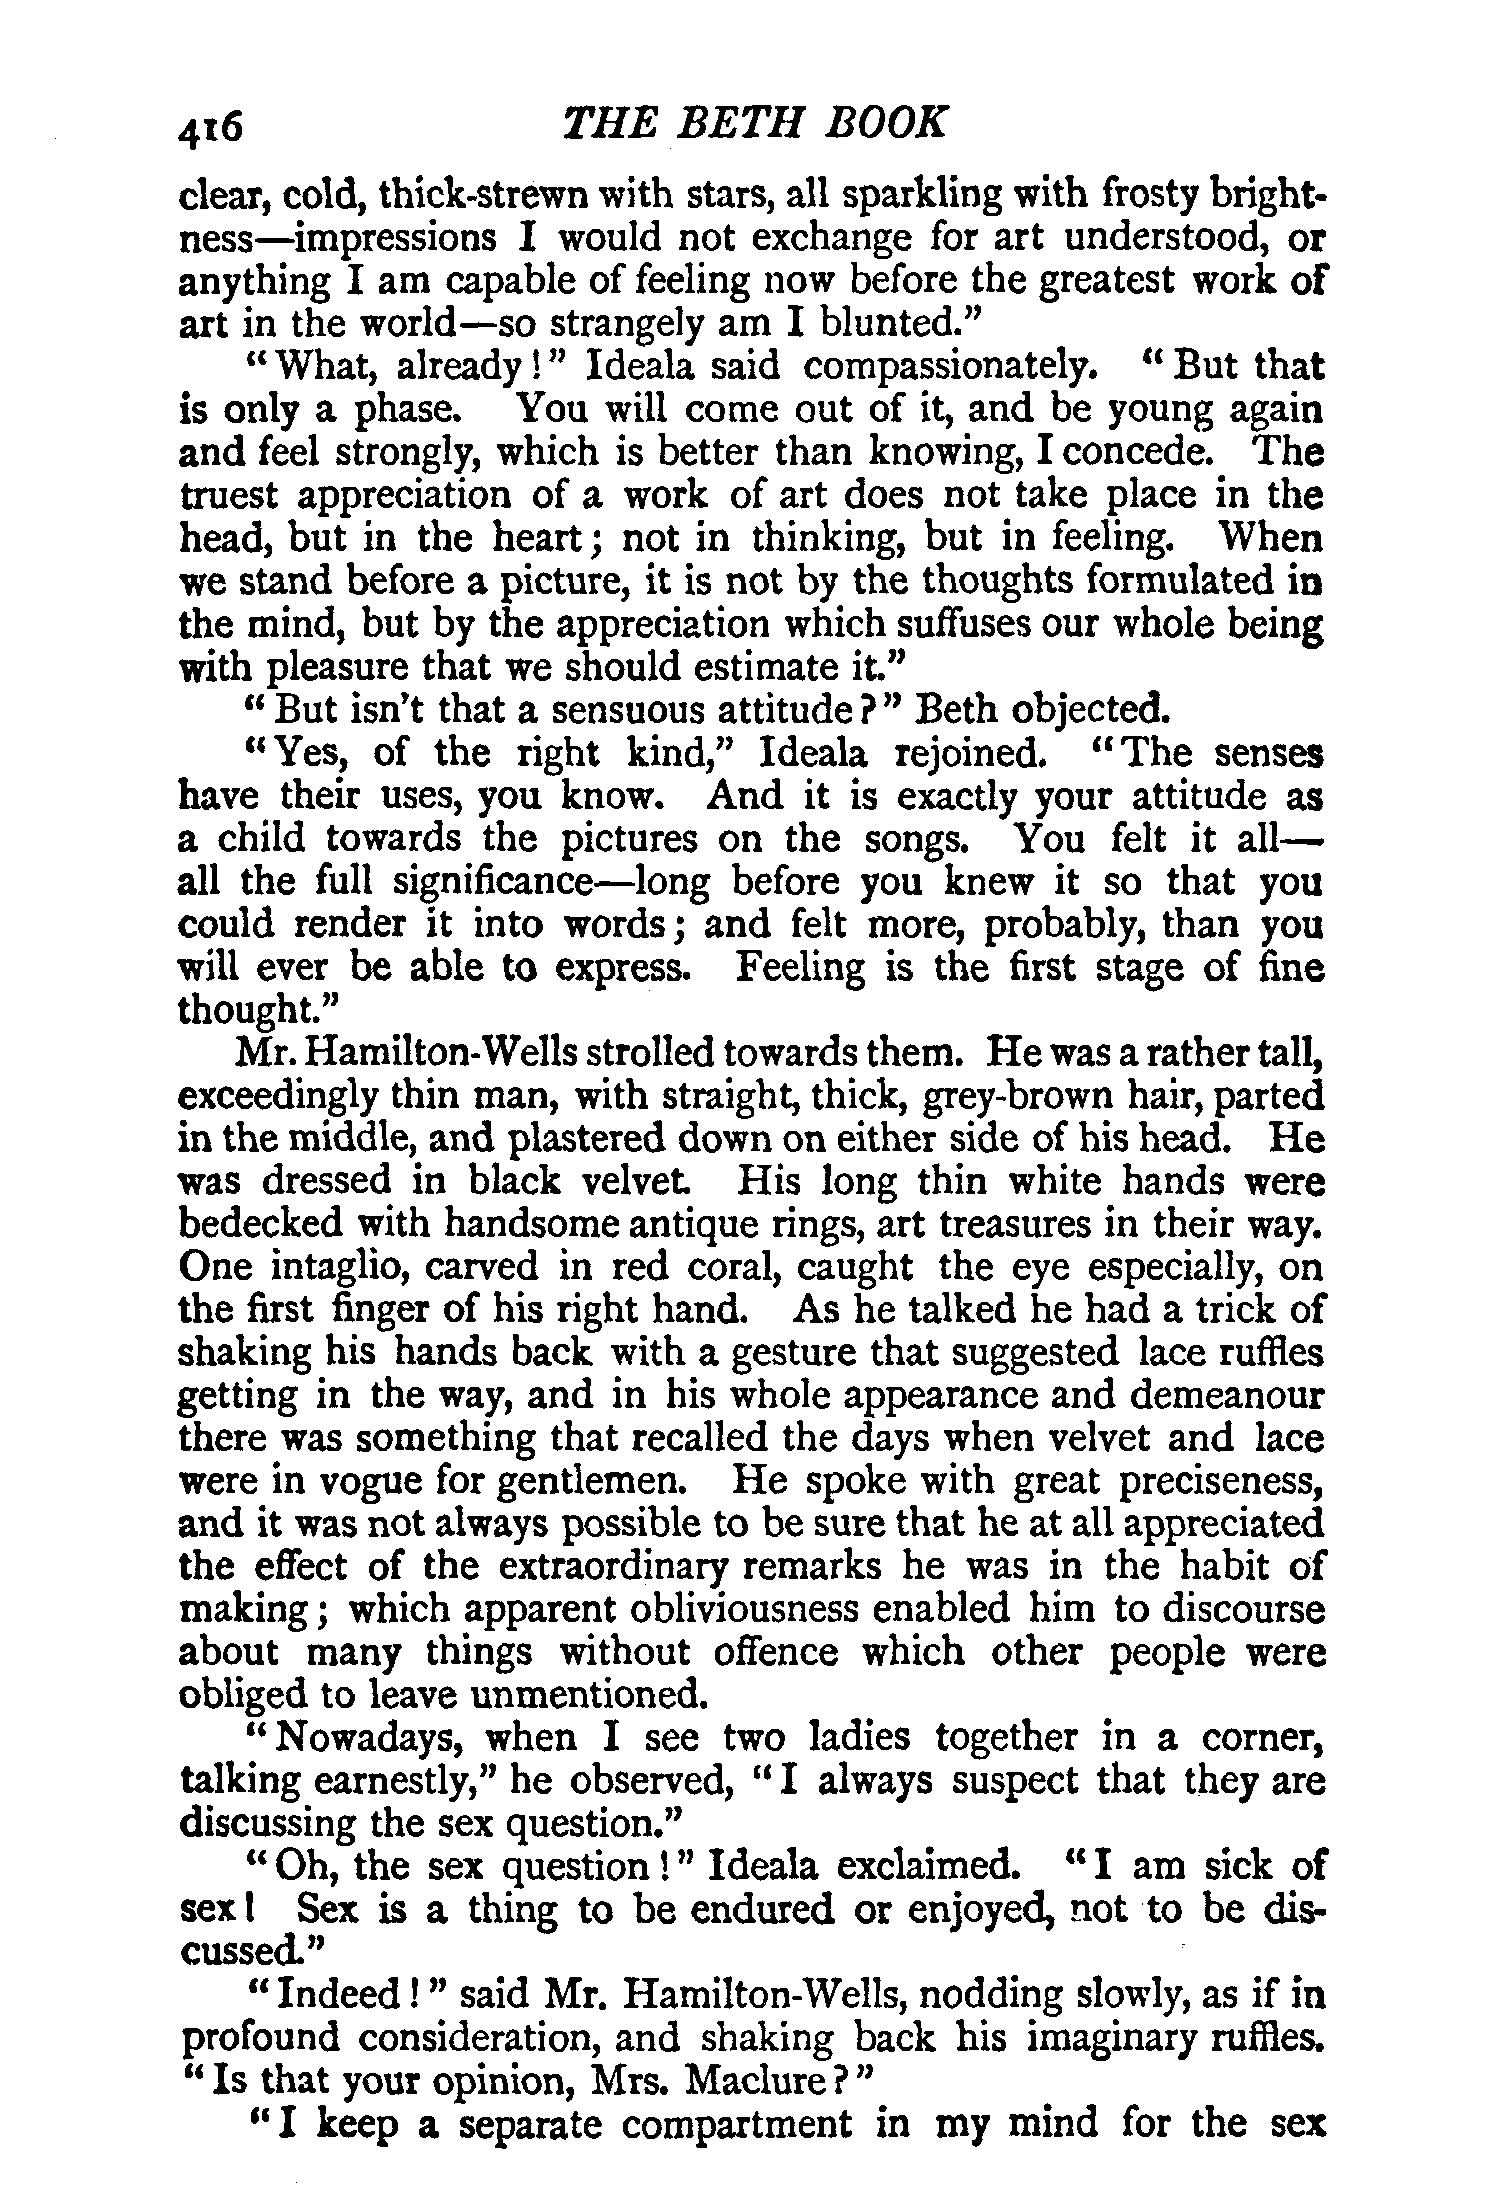 416 THE BETH BOOK
clear, cold, thick-strewn with stars, all sparkling with frosty bright-
ness—impressions I would not exchange for art understood, or
anything I am capable of feeling now before the greatest work of
art in the world—so strangely am I blunted.”
“What, already!” Ideala said compassionately. “But that
is only a phase. You will come out of it, and be young again
and feel strongly, which is better than knowing, I concede. The
truest appreciation of a work of art does not take place in the
head, but in the heart; not in thinking, but in feeling. When
we stand before a picture, it is not by the thoughts formulated in
the mind, but by the appreciation which suffuses our whole being
with pleasure that we should estimate it.”
“But isn’t that a sensuous attitude?” Beth objected.
“Yes, of the right kind,” Ideala rejoined. “The senses
have their uses, you know. And it is exactly your attitude as
a child towards the pictures on the songs. You felt it all—
all the full significance—long before you knew it so that you
could render it into words; and felt more, probably, than you
will ever be able to express. Feeling is the first stage of fine
thought.”
Mr. Hamilton-Wells strolled towards them. He was a rather tall,
exceedingly thin man, with straight, thick, grey-brown hair, parted
in the middle, and plastered down on either side of his head. He
was dressed in black velvet. His long thin white hands were
bedecked with handsome antique rings, art treasures in their way.
One intaglio, carved in red coral, caught the eye especially, on
the first finger of his right hand. As he talked he had a trick of
shaking his hands back with a gesture that suggested lace ruffles
getting in the way, and in his whole appearance and demeanour
there was something that recalled the days when velvet and lace
were in vogue for gentlemen. He spoke with great preciseness,
and it was not always possible to be sure that he at all appreciated
the effect of the extraordinary remarks he was in the habit of
making; which apparent obliviousness enabled him to discourse
about many things without offence which other people were
obliged to leave unmentioned.
“Nowadays, when I see two ladies together in a corner,
talking earnestly,” he observed, “I always suspect that they are
discussing the sex question.”
“Oh, the sex question!” Ideala exclaimed. “I am sick of
sex! Sex is a thing to be endured or enjoyed, not to be dis-
cussed.”
“Indeed!” said Mr. Hamilton-Wells, nodding slowly, as if in
profound consideration, and shaking back his imaginary ruffles.
“Is that your opinion, Mrs. Maclure?”
“I keep a separate compartment in my mind for the sex